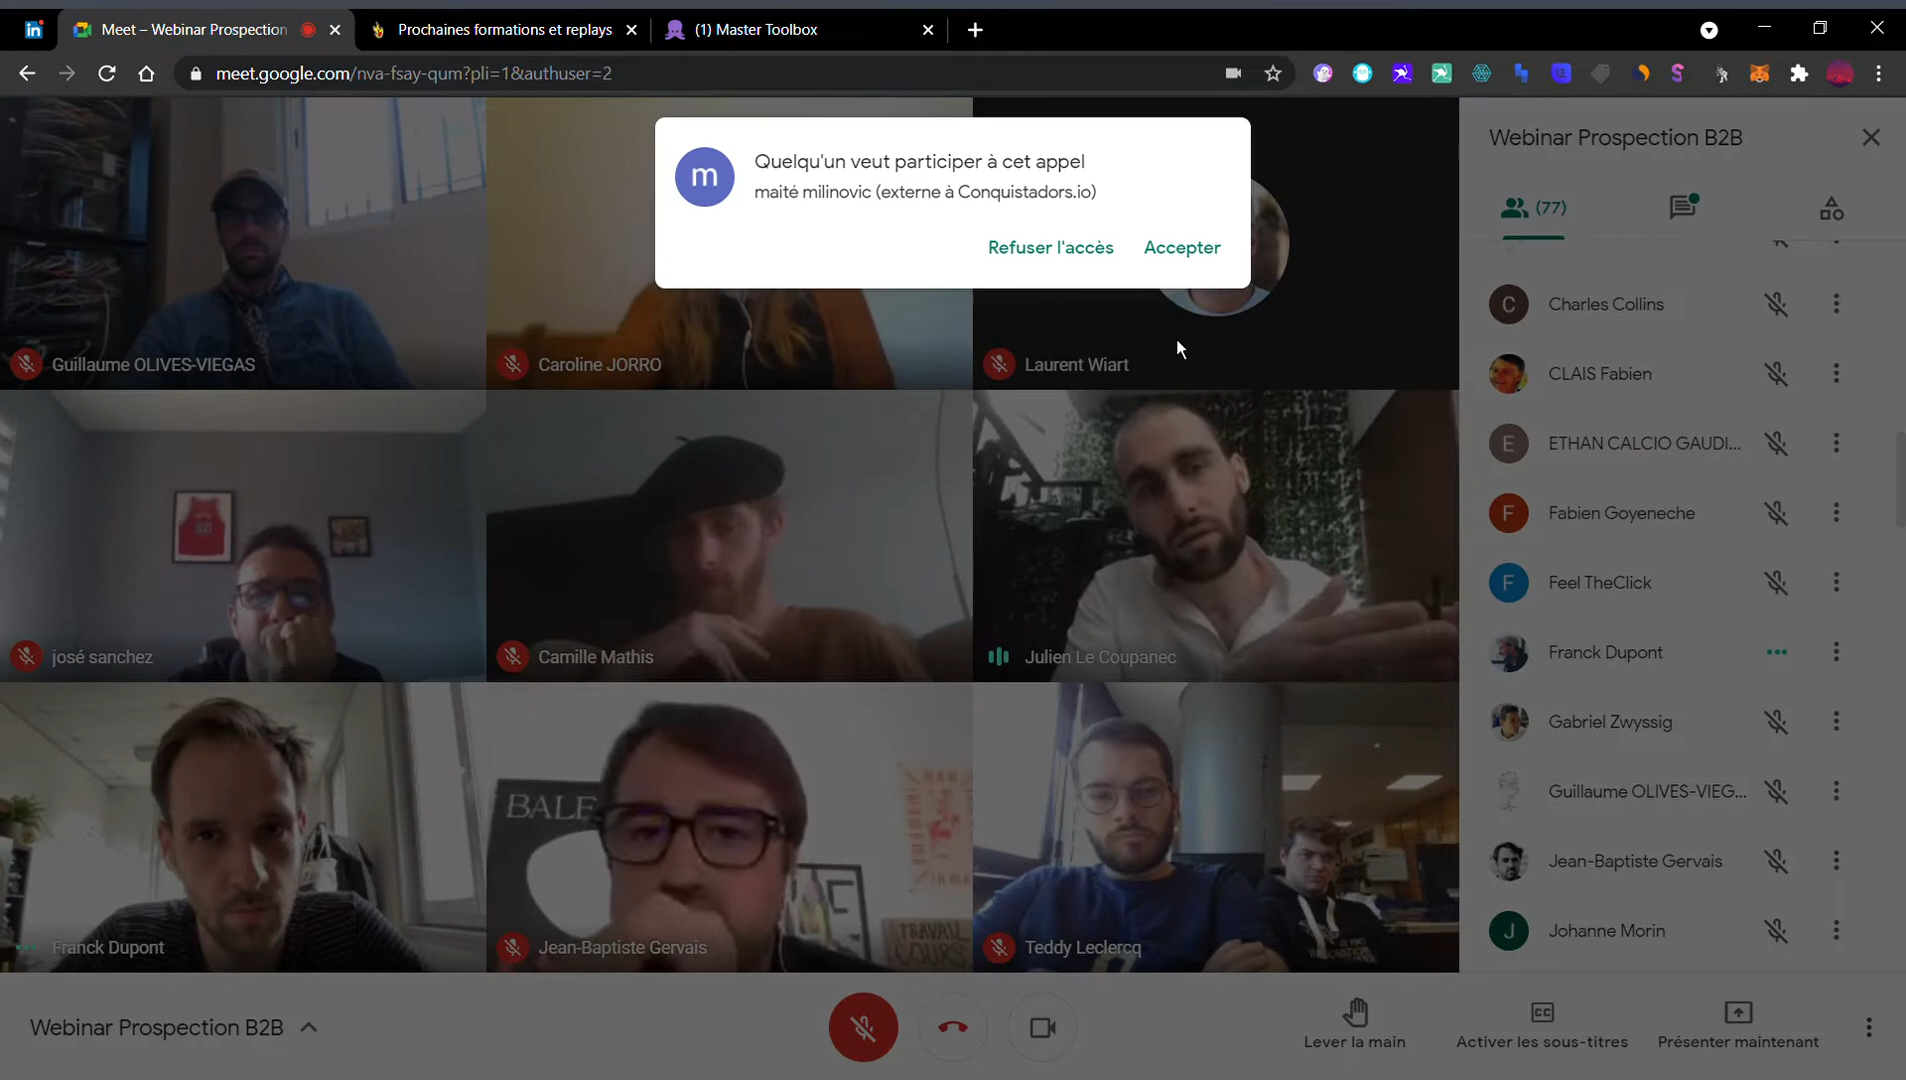 Meet – Webinar Prospection
Prochaines formations et replays
(1) Master Toolbox
meet.google.com/nva-fsay-qum?pli=1&authuser=2
m
Quelqu'un veut participer à cet appel
maité milinovic (externe à Conquistadors.io)
Refuser l'accès
Accepter
Guillaume OLIVES-VIEGAS
Caroline JORRO
Laurent Wiart
josé sanchez
Camille Mathis
Julien Le Coupanec
BALE
TRAVAIL
COURS
Franck Dupont
Jean-Baptiste Gervais
Teddy Leclercq
Webinar Prospection B2B
(77)
C
Charles Collins
CLAIS Fabien
E
ETHAN CALCIO GAUDI...
F
Fabien Goyeneche
F
Feel TheClick
Franck Dupont
Gabriel Zwyssig
Guillaume OLIVES-VIEG...
Jean-Baptiste Gervais
J
Johanne Morin
Webinar Prospection B2B
Lever la main
CC
Activer les sous-titres
Présenter maintenant